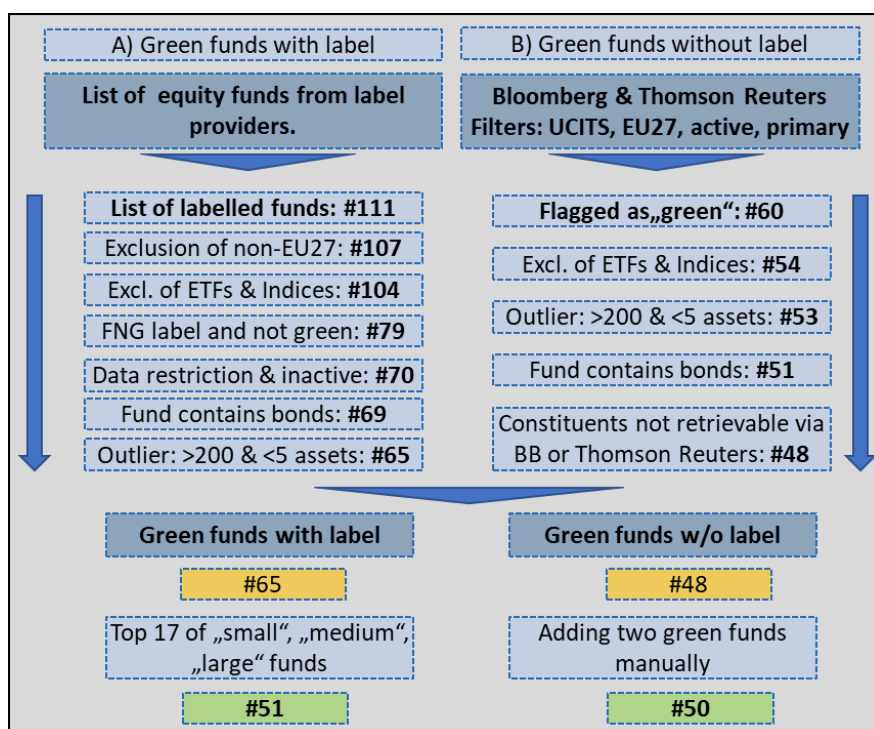 A) Green funds with label
B) Green funds without label
List of equity funds from label
providers.
Bloomberg & Thomson Reuters
Filters: UCITS, EU27, active, primary
List of labelled funds: #111
Exclusion of non-EU27: #107
Excl. of ETFs & Indices: #104
FNG label and not green: #79
Data restriction & inactive: #70
Fund contains bonds: #69
Outlier: >200 & <5 assets: #65
Flagged as„green“: #60
Excl. of ETFs & Indices: #54
Outlier: >200 & <5 assets: #53
Fund contains bonds: #51
Constituents not retrievable via
BB or Thomson Reuters: #48
Green funds with label
#65
Top 17 of „small“, „medium“,
„large“ funds
#51
Green funds w/o label
#48
Adding two green funds
manually
#50